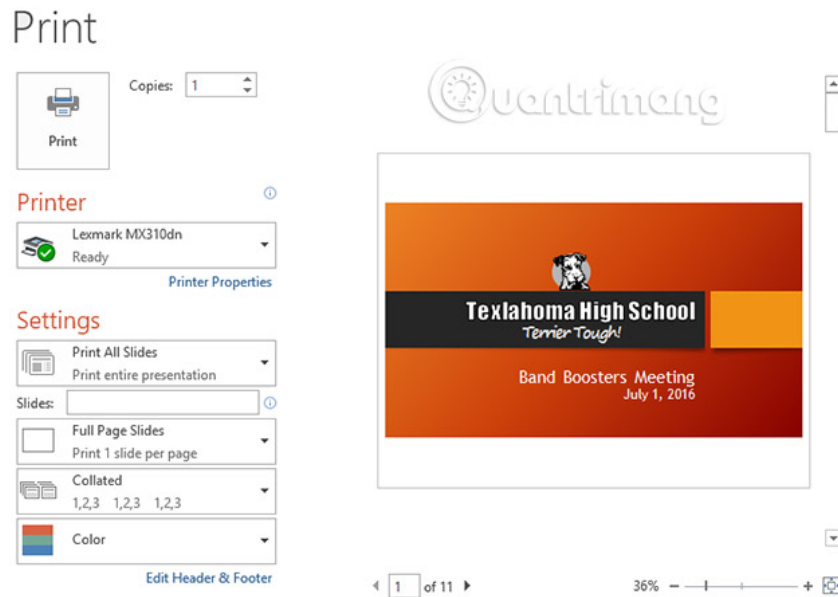 Print
Copies: 1
Print
Quantrimang
Printer
Lexmark MX310dn
Ready
Printer Properties
Settings
Print All Slides
Print entire presentation
Slides:
Full Page Slides
Print 1 slide per page
Collated
1,2,3 1,2,3 1,2,3
Color
Edit Header & Footer
Texlahoma High School
Terrier Tough!
Band Boosters Meeting
July 1, 2016
1 of 11
36%